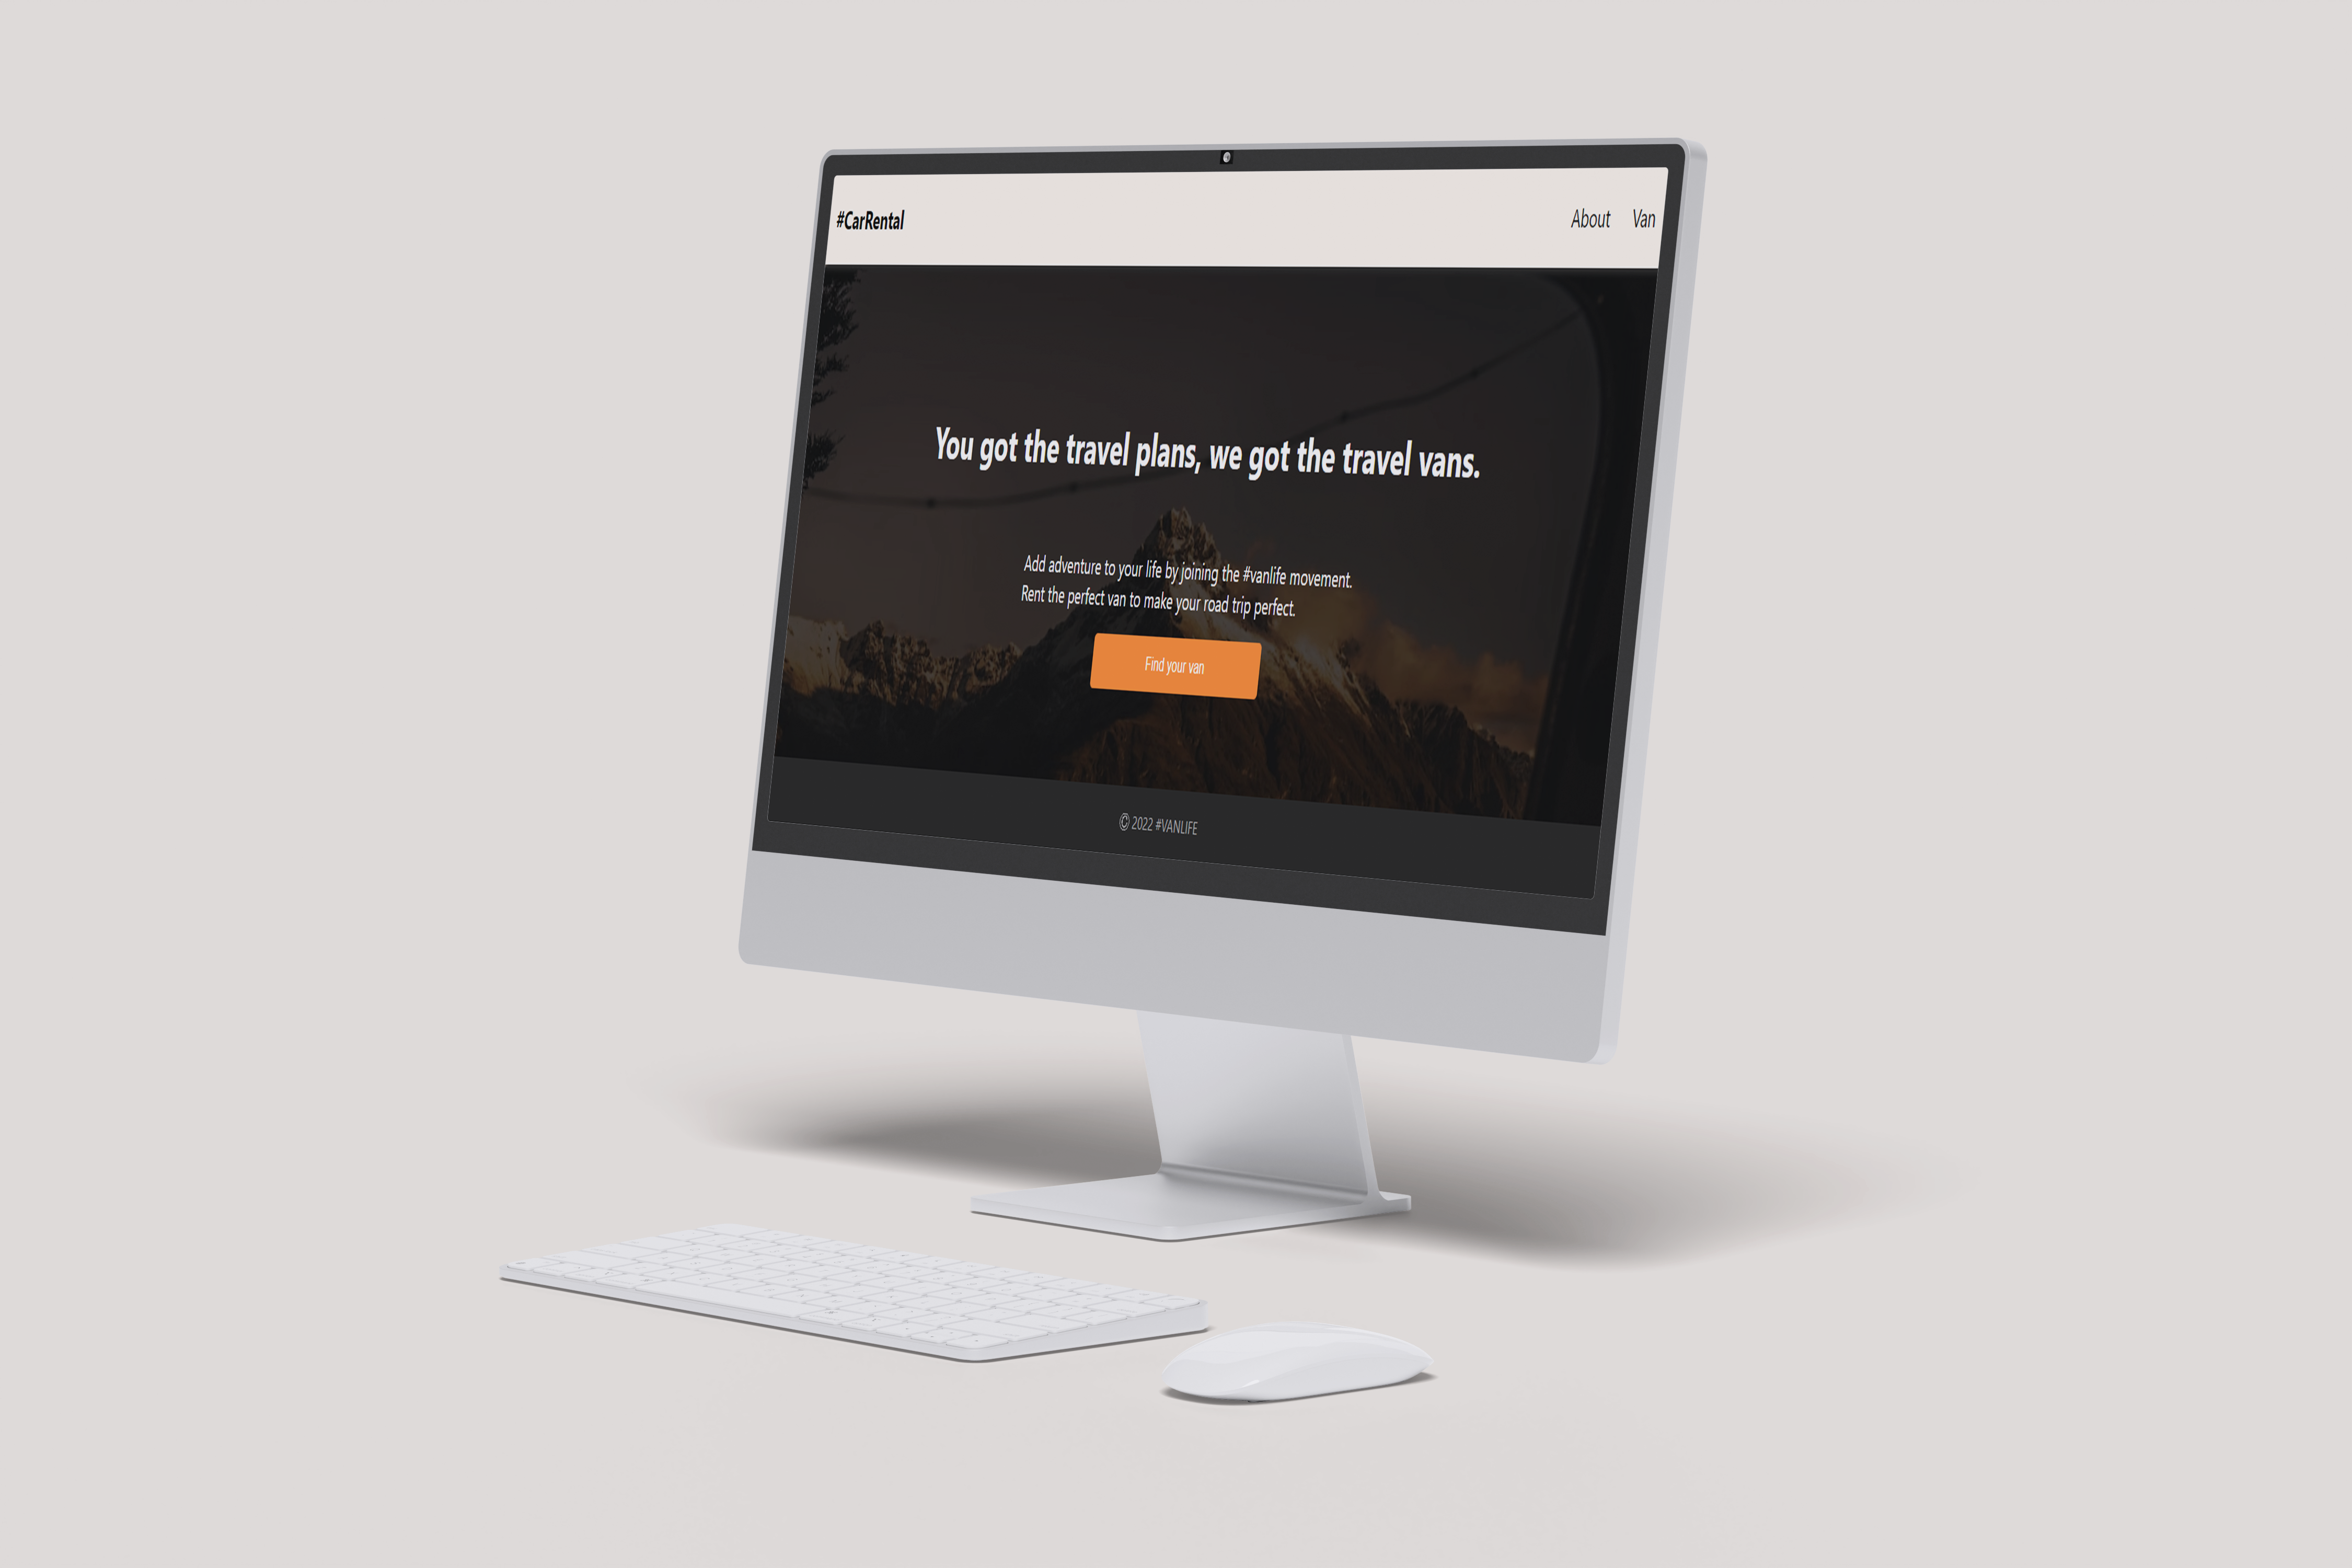 #CarRental
About Van
You got the travel plans, we got the travel vans.
Add adventure to your life by joining the #vanlife movement.
Rent the perfect van to make your road trip perfect.
Find your van
© 2022 #VANLIFE